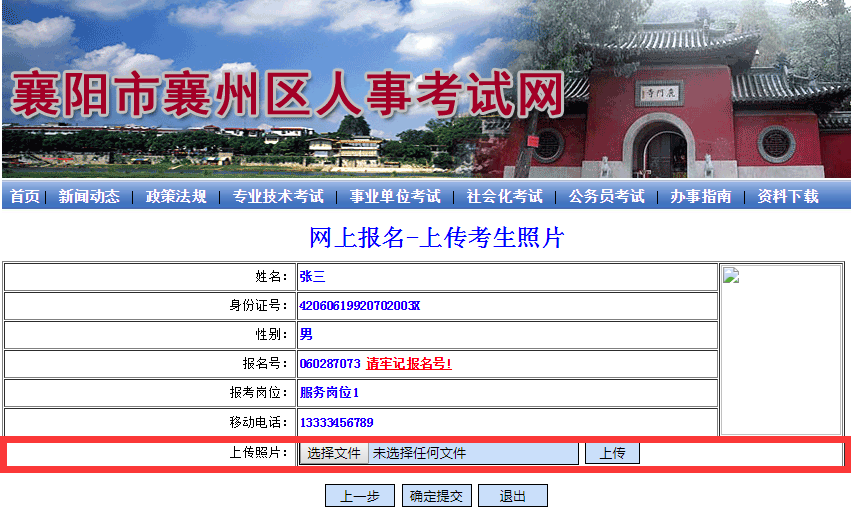 襄阳市襄州区人事考试网
鹿門寺
首页 | 新闻动态 | 政策法规 | 专业技术考试 | 事业单位考试 | 社会化考试 | 公务员考试 | 办事指南 | 资料下载
网上报名-上传考生照片
姓名： 张三
身份证号： 42060619920702003X
性别： 男
报名号： 060287073 请牢记报名号!
报考岗位： 服务岗位1
移动电话： 13333456789
上传照片： 选择文件 未选择任何文件 上传
上一步 确定提交 退出